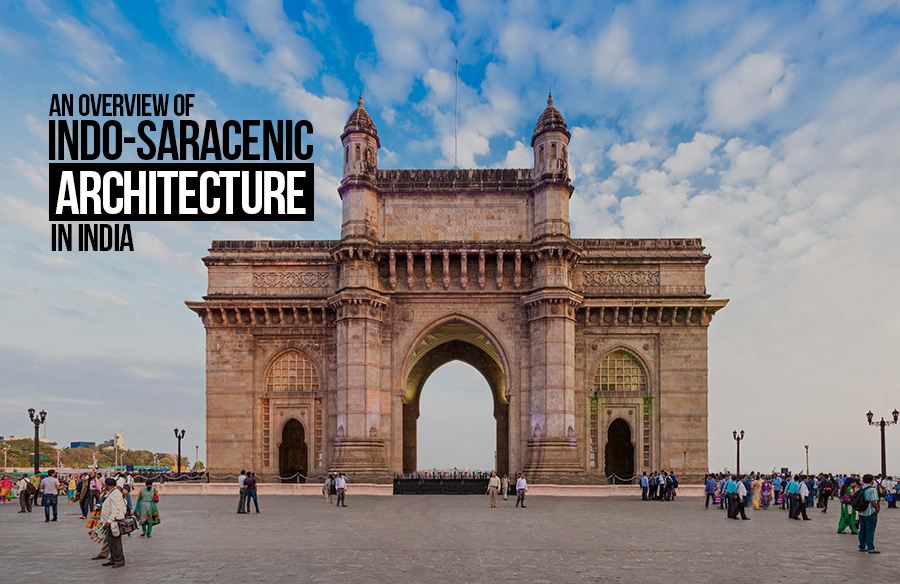 AN OVERVIEW OF
INDO-SARACENIC
ARCHITECTURE
IN INDIA